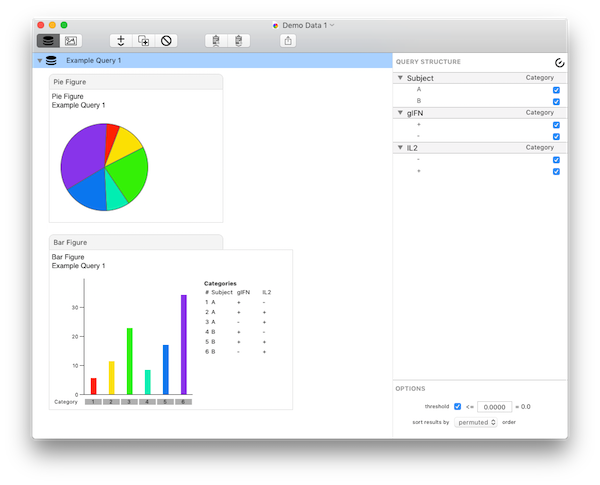 Demo Data 1
Example Query 1
Pie Figure
Pie Figure
Example Query 1
Bar Figure
Bar Figure
Example Query 1
30
20
10
0
Category 1 2 3 4 5 6
Categories
# Subject gIFN IL2
1 A + -
2 A + +
3 A - +
4 B + -
5 B + +
6 B - +
QUERY STRUCTURE
Subject Category
A
B
gIFN Category
+
-
IL2 Category
-
+
OPTIONS
threshold <= 0.0000 = 0.0
sort results by permuted order